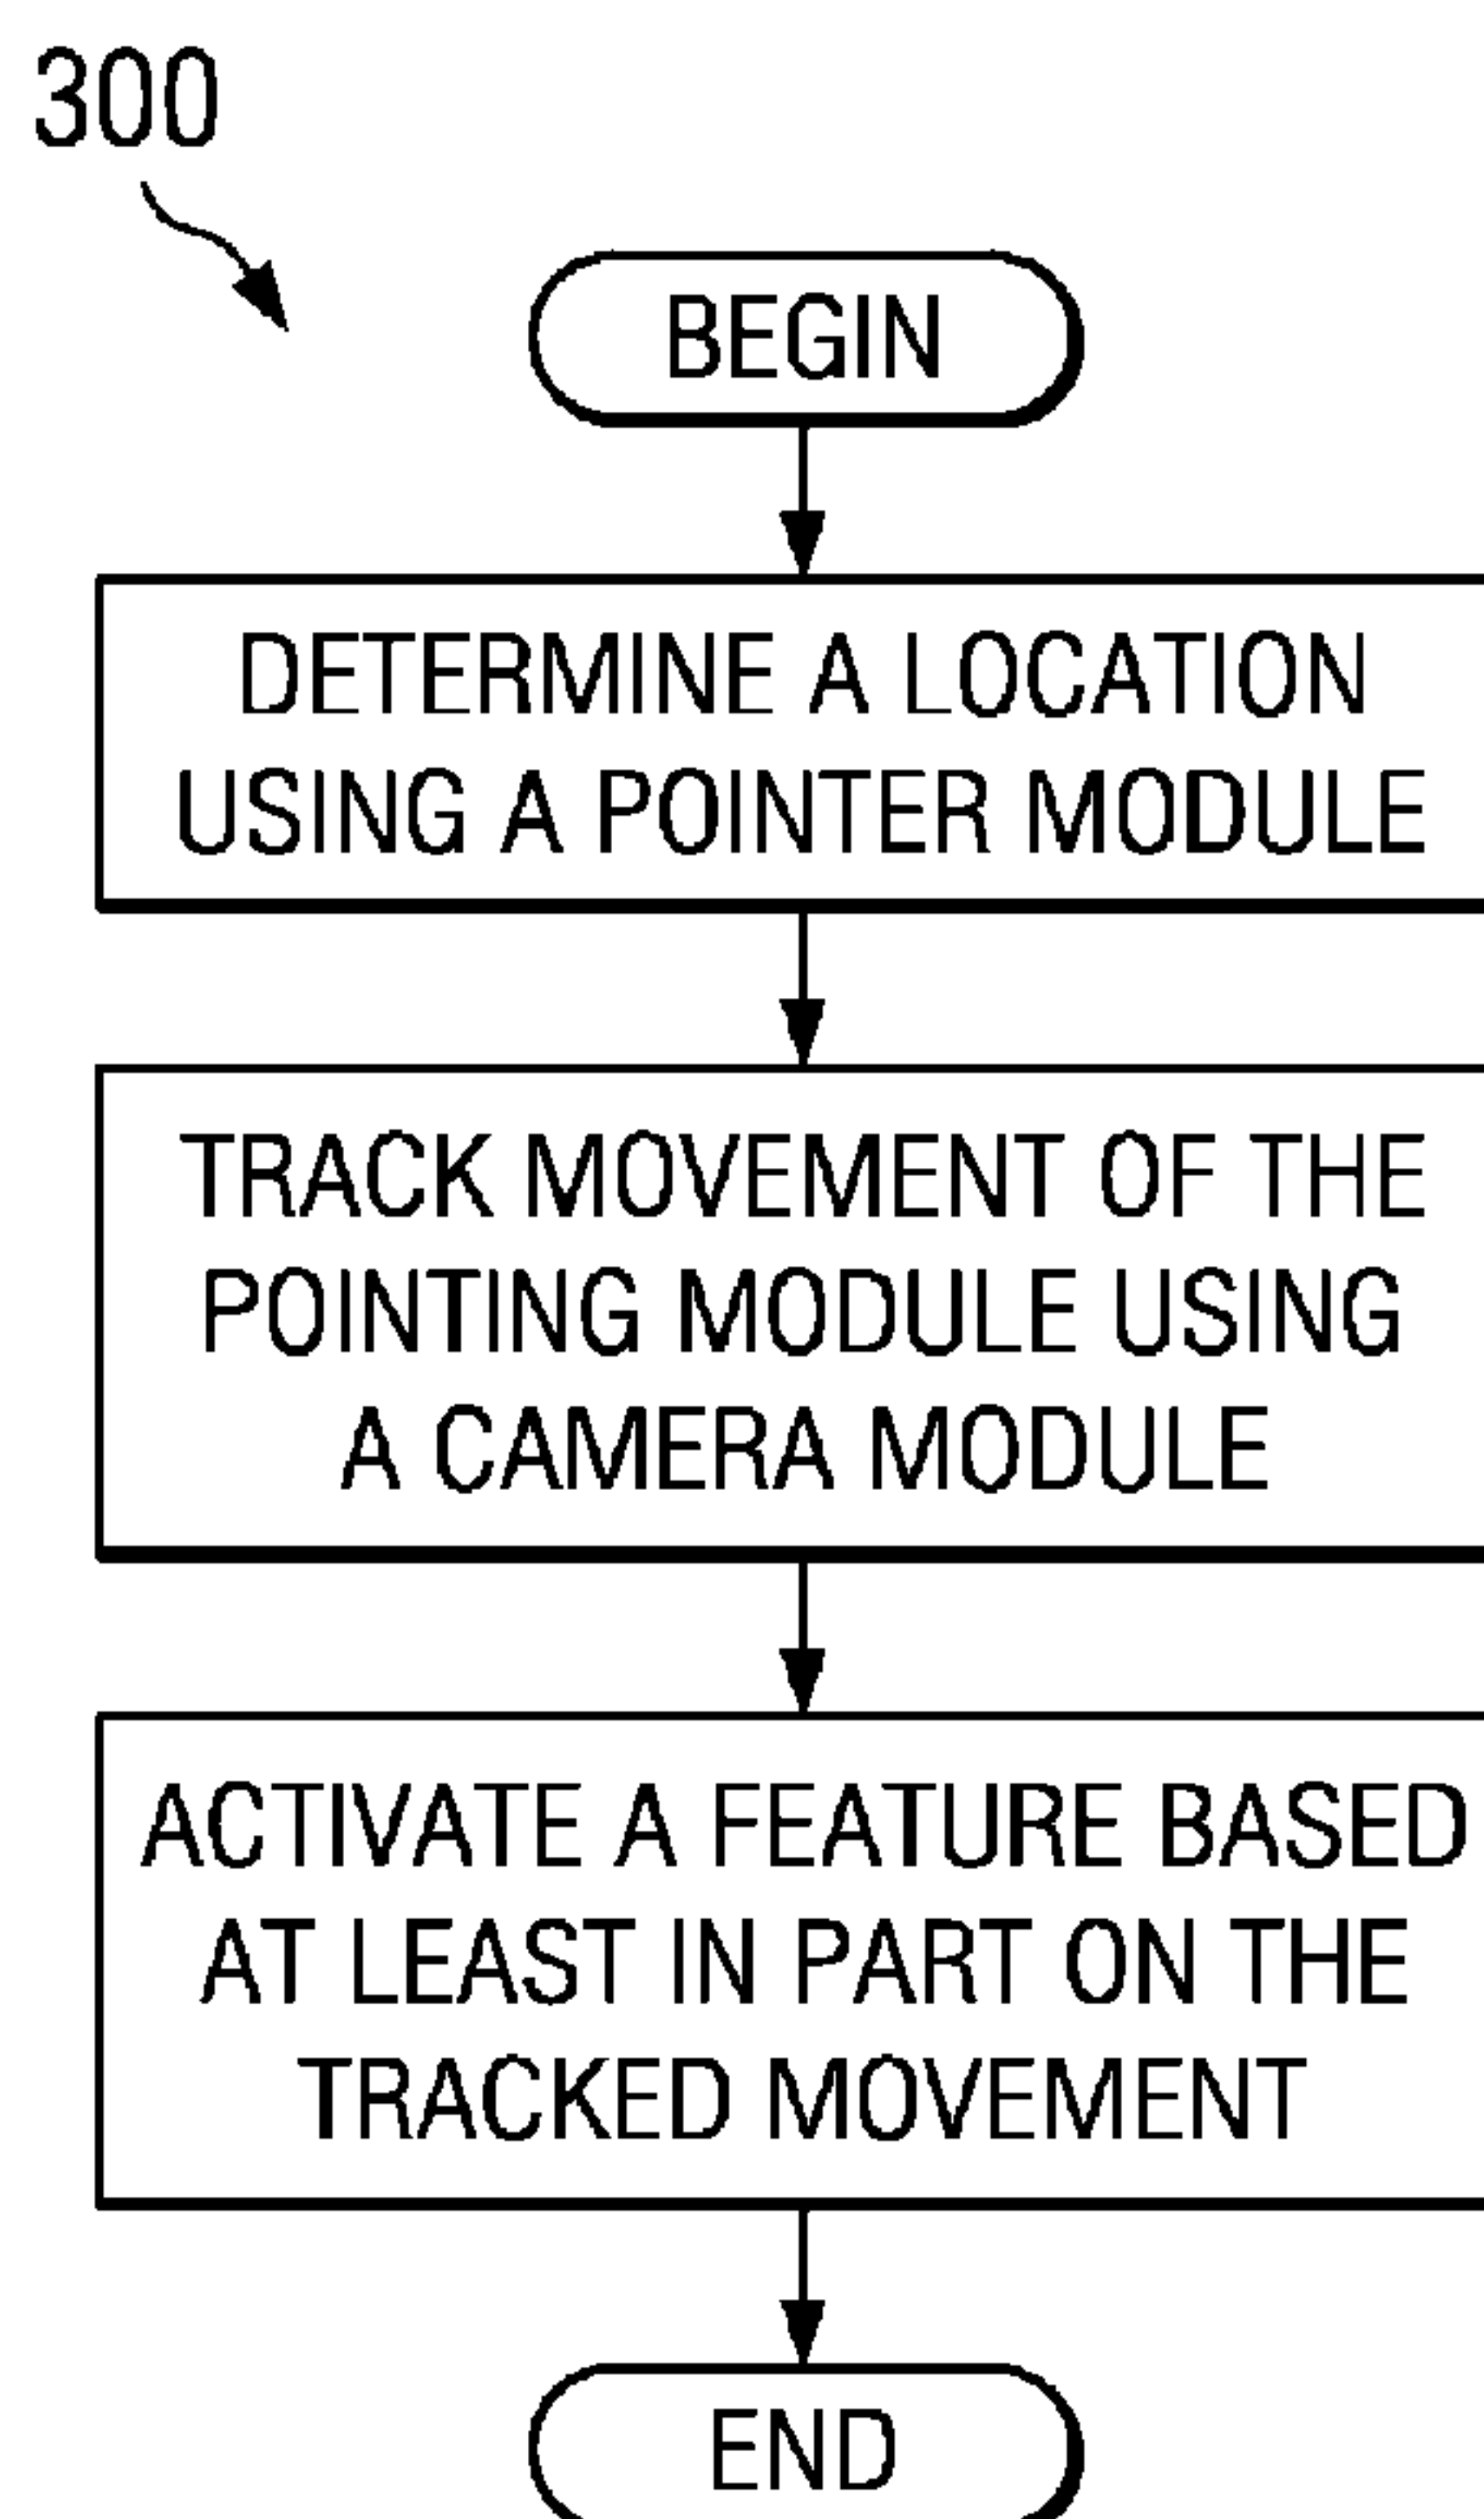 300
BEGIN
DETERMINE A LOCATION
USING A POINTER MODULE
TRACK MOVEMENT OF THE
POINTING MODULE USING
A CAMERA MODULE
ACTIVATE A FEATURE BASED
AT LEAST IN PART ON THE
TRACKED MOVEMENT
END